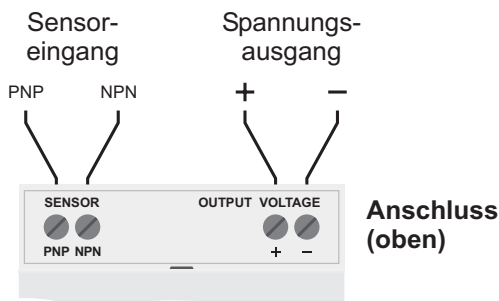 Sensor-
eingang
Spannungs-
ausgang
PNP NPN + −
SENSOR OUTPUT VOLTAGE
PNP NPN + −
Anschluss
(oben)